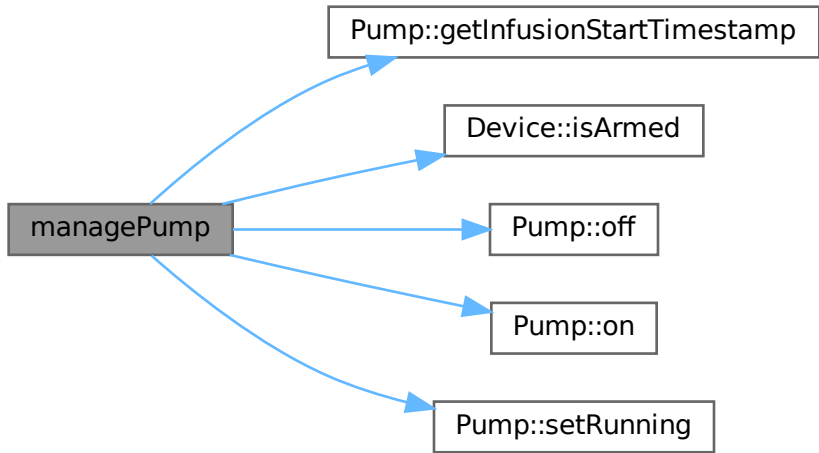 Pump::getInfusionStartTimestamp
Device::isArmed
managePump
Pump::off
Pump::on
Pump::setRunning